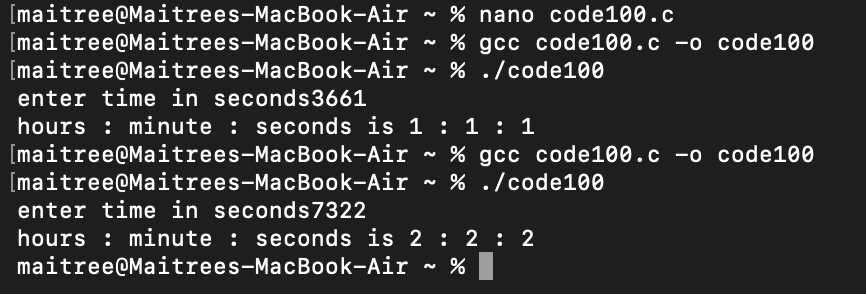 [maitree@Maitrees-MacBook-Air ~ % nano code100.c
[maitree@Maitrees-MacBook-Air ~ % gcc code100.c -o code100
[maitree@Maitrees-MacBook-Air ~ % ./code100
enter time in seconds3661
hours : minute : seconds is 1 : 1 : 1
[maitree@Maitrees-MacBook-Air ~ % gcc code100.c -o code100
[maitree@Maitrees-MacBook-Air ~ % ./code100
enter time in seconds7322
hours : minute : seconds is 2 : 2 : 2
maitree@Maitrees-MacBook-Air ~ %